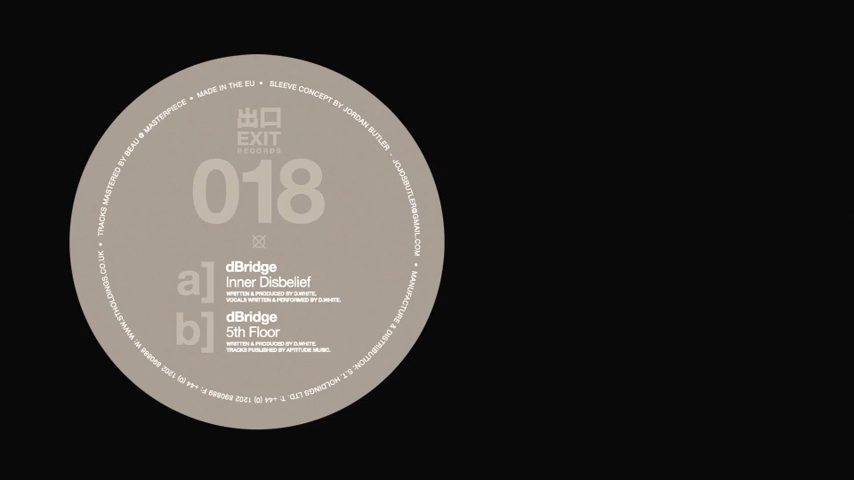 • TRACKS MASTERED BY BEAU @ MASTERPIECE • MADE IN THE EU • SLEEVE CONCEPT BY JORDAN BUTLER - JOJOSBUTLER@GMAIL.COM • MANUFACTURE & DISTRIBUTION: S.T. HOLDINGS LTD. T: +44 (0) 1202 890889 F: +44 (0) 1202 890886 W: WWW.STHOLDINGS.CO.UK
出口
EXIT
RECORDS
018
a] dBridge
Inner Disbelief
WRITTEN & PRODUCED BY D.WHITE.
VOCALS WRITTEN & PERFORMED BY D.WHITE.
b] dBridge
5th Floor
WRITTEN & PRODUCED BY D.WHITE.
TRACKS PUBLISHED BY APTITUDE MUSIC.